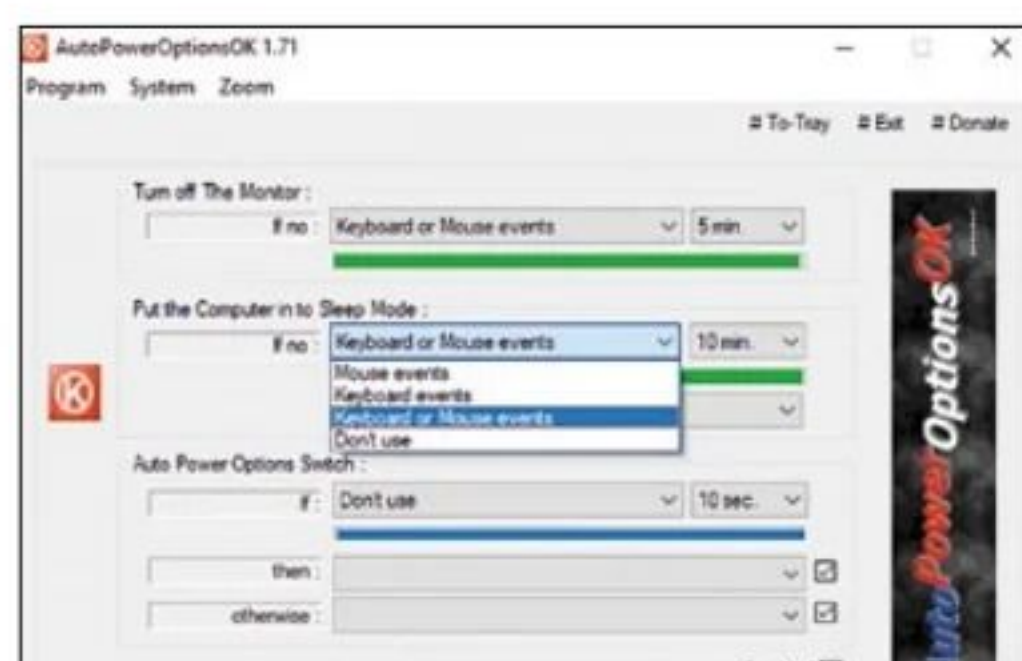 AutoPowerOptionsOK 1.71
Program System Zoom
# To-Tray # Exit # Donate
Turn off The Monitor :
If no : Keyboard or Mouse events 5 min.
Put the Computer in to Sleep Mode :
If no : Keyboard or Mouse events 10 min.
Mouse events
Keyboard events
Keyboard or Mouse events
Don't use
Auto Power Options Switch :
if : Don't use 10 sec.
then :
otherwise :
AutoPowerOptionsOK